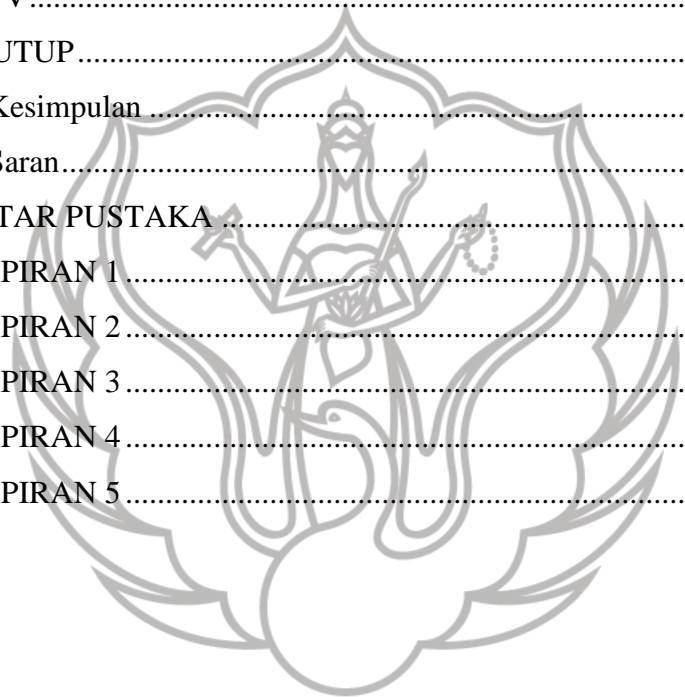 V..........................................................................................
UTUP..........................................................................................
Kesimpulan..........................................................................................
Saran..........................................................................................
TAR PUSTAKA..........................................................................................
PIRAN 1..........................................................................................
PIRAN 2..........................................................................................
PIRAN 3..........................................................................................
PIRAN 4..........................................................................................
PIRAN 5..........................................................................................